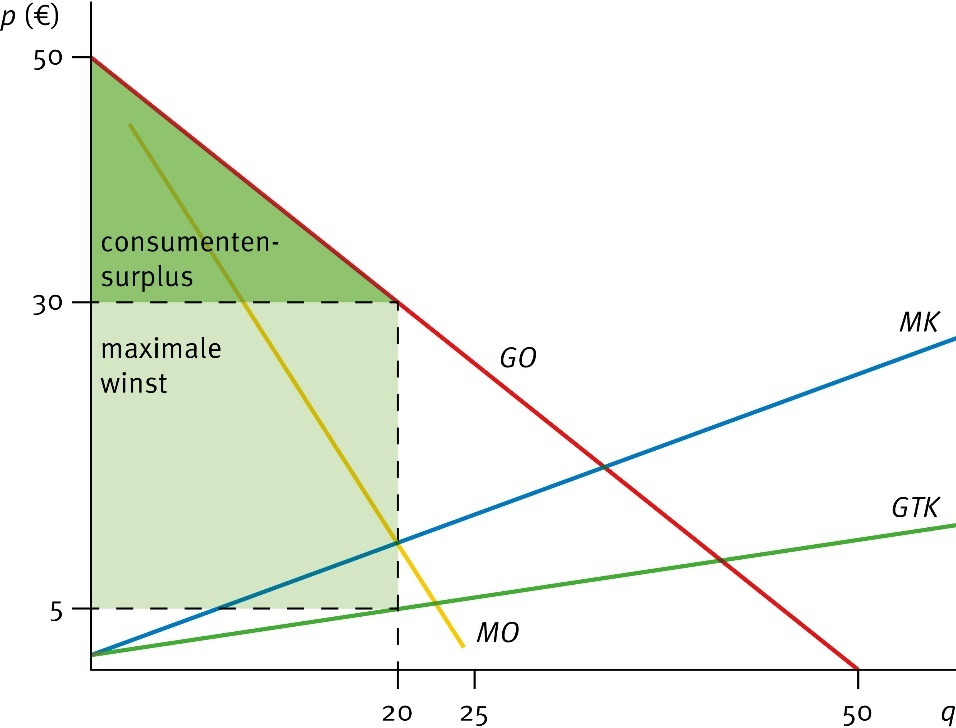 p (€)
50
consumenten-
surplus
30
maximale
winst
GO
MK
GTK
5
MO
20
25
50
q